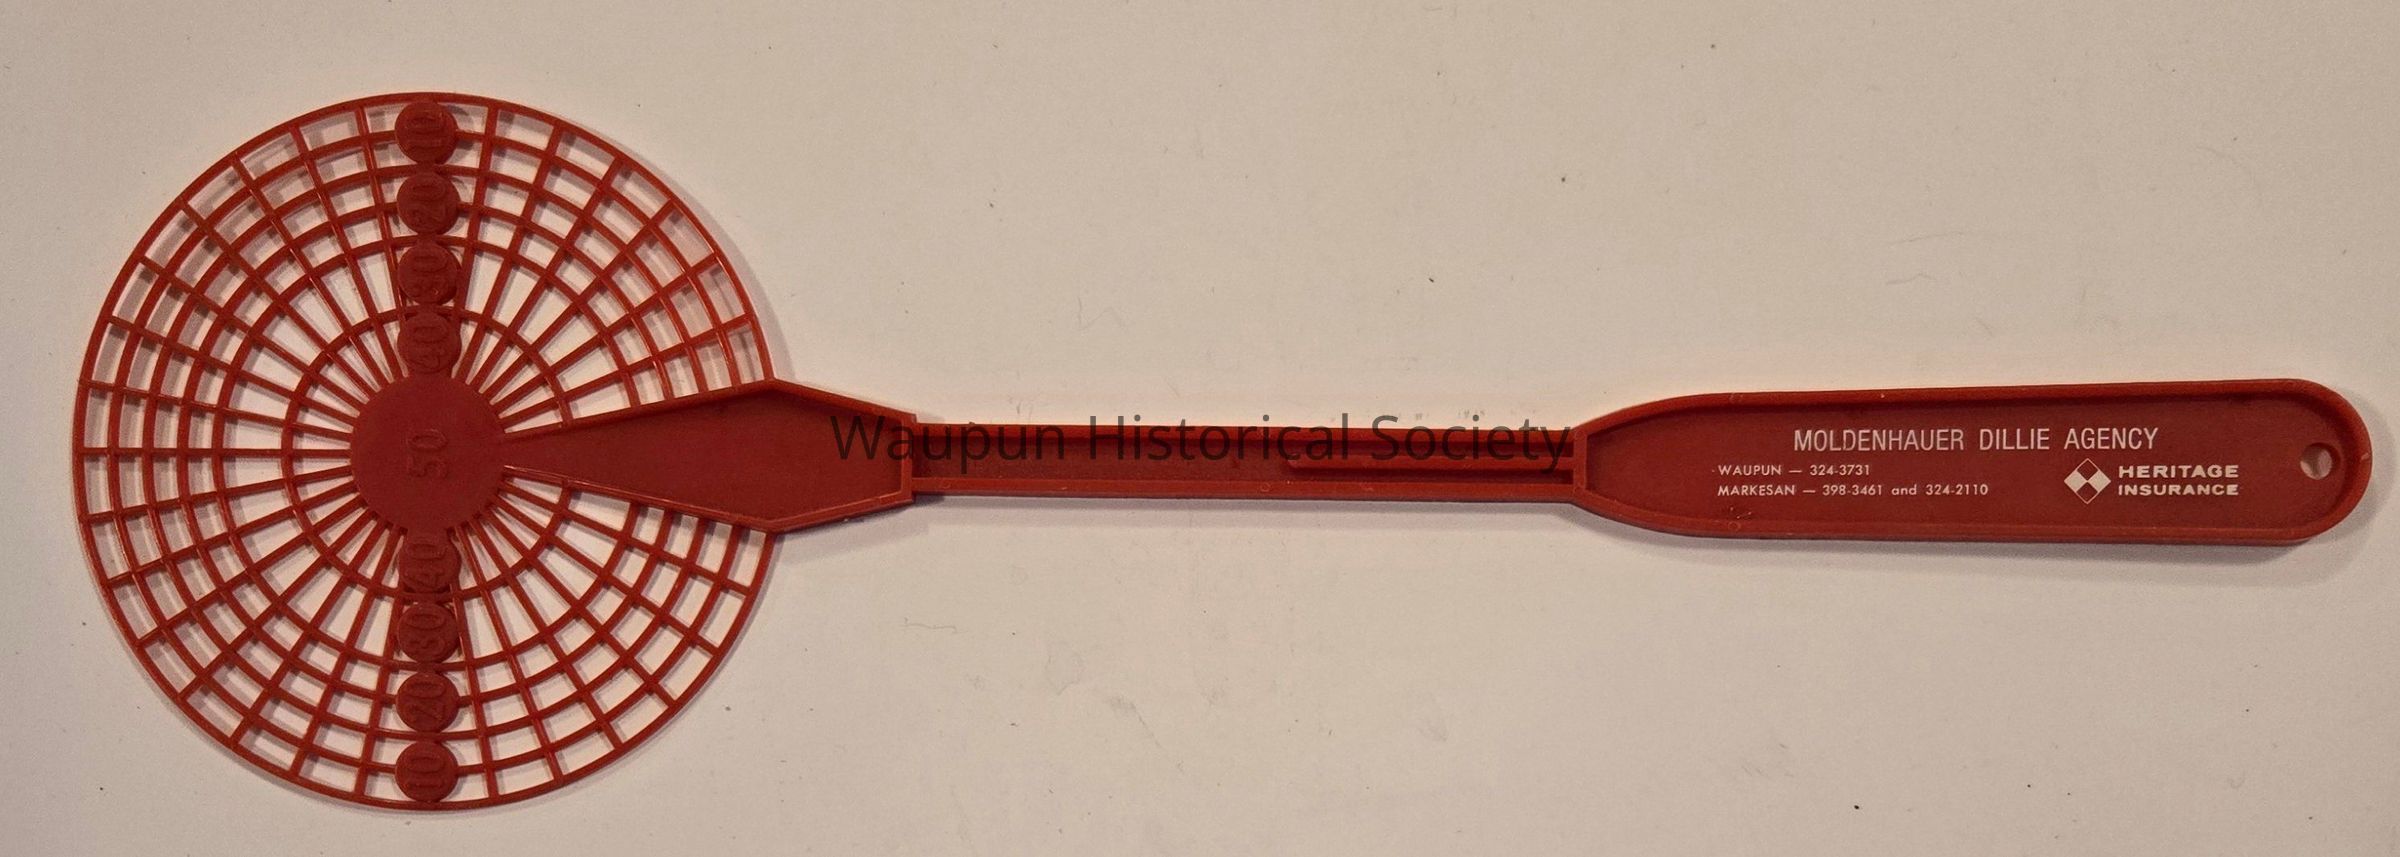 10
20
30
40
50
40
30
20
10
Waupun Historical Society
MOLDENHAUER DILLIE AGENCY
WAUPUN — 324-3731
MARKESAN — 398-3461 and 324-2110
HERITAGE
INSURANCE